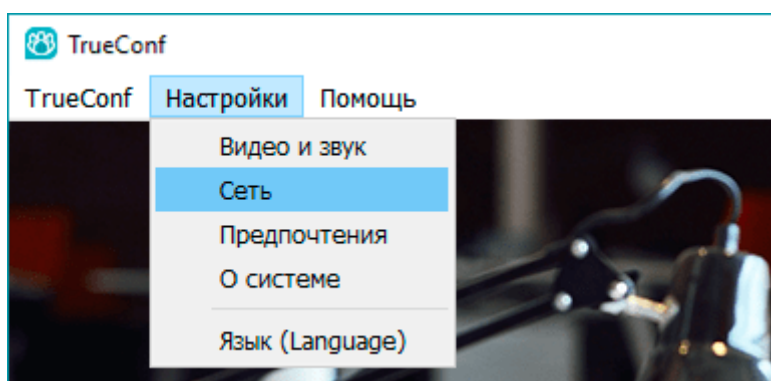 TrueConf
TrueConf Настройки Помощь
Видео и звук
Сеть
Предпочтения
О системе
Язык (Language)